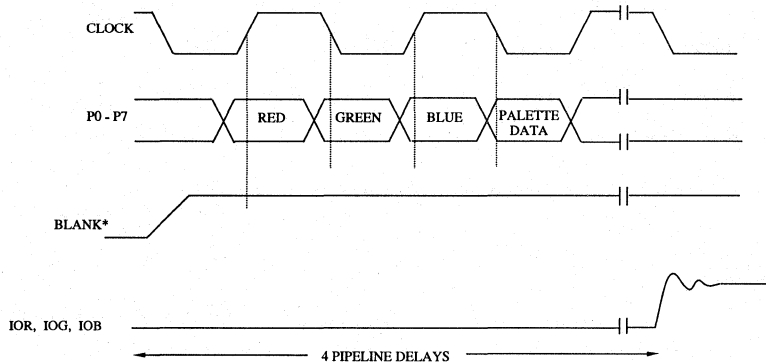 CLOCK
P0 - P7
RED
GREEN
BLUE
PALETTE
DATA
BLANK*
IOR, IOG, IOB
4 PIPELINE DELAYS